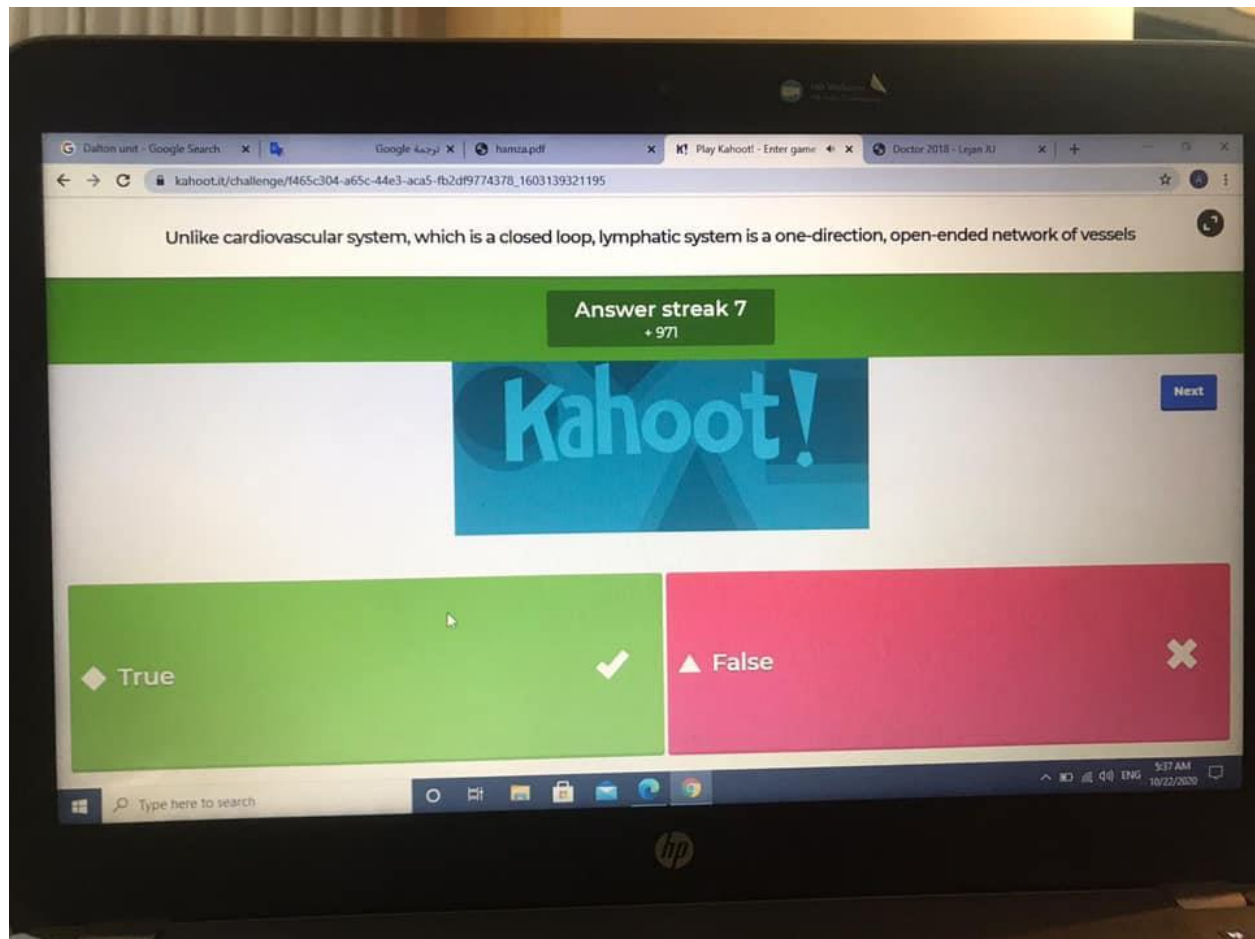 Dalton unit - Google Search
Google ترجمة
hamza.pdf
Play Kahoot! - Enter game
Doctor 2018 - Lejan JU
kahoot.it/challenge/f465c304-a65c-44e3-aca5-fb2df9774378_1603139321195
Unlike cardiovascular system, which is a closed loop, lymphatic system is a one-direction, open-ended network of vessels
Answer streak 7
+ 971
Kahoot!
Next
True
False
Type here to search
ENG
5:37 AM
10/22/2020
hp